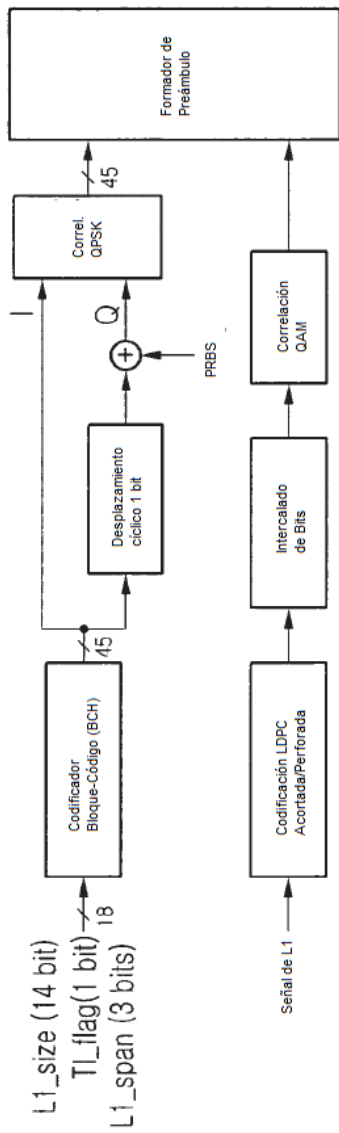 L1_size (14 bit)
TI_flag(1 bit)
L1_span (3 bits)
18
Codificador
Bloque-Código (BCH)
45
I
Desplazamiento
cíclico 1 bit
Q
PRBS
Correl.
QPSK
45
Formador de
Preámbulo
Señal de L1
Codificación LDPC
Acortada/Perforada
Intercalado
de Bits
Correlación
QAM